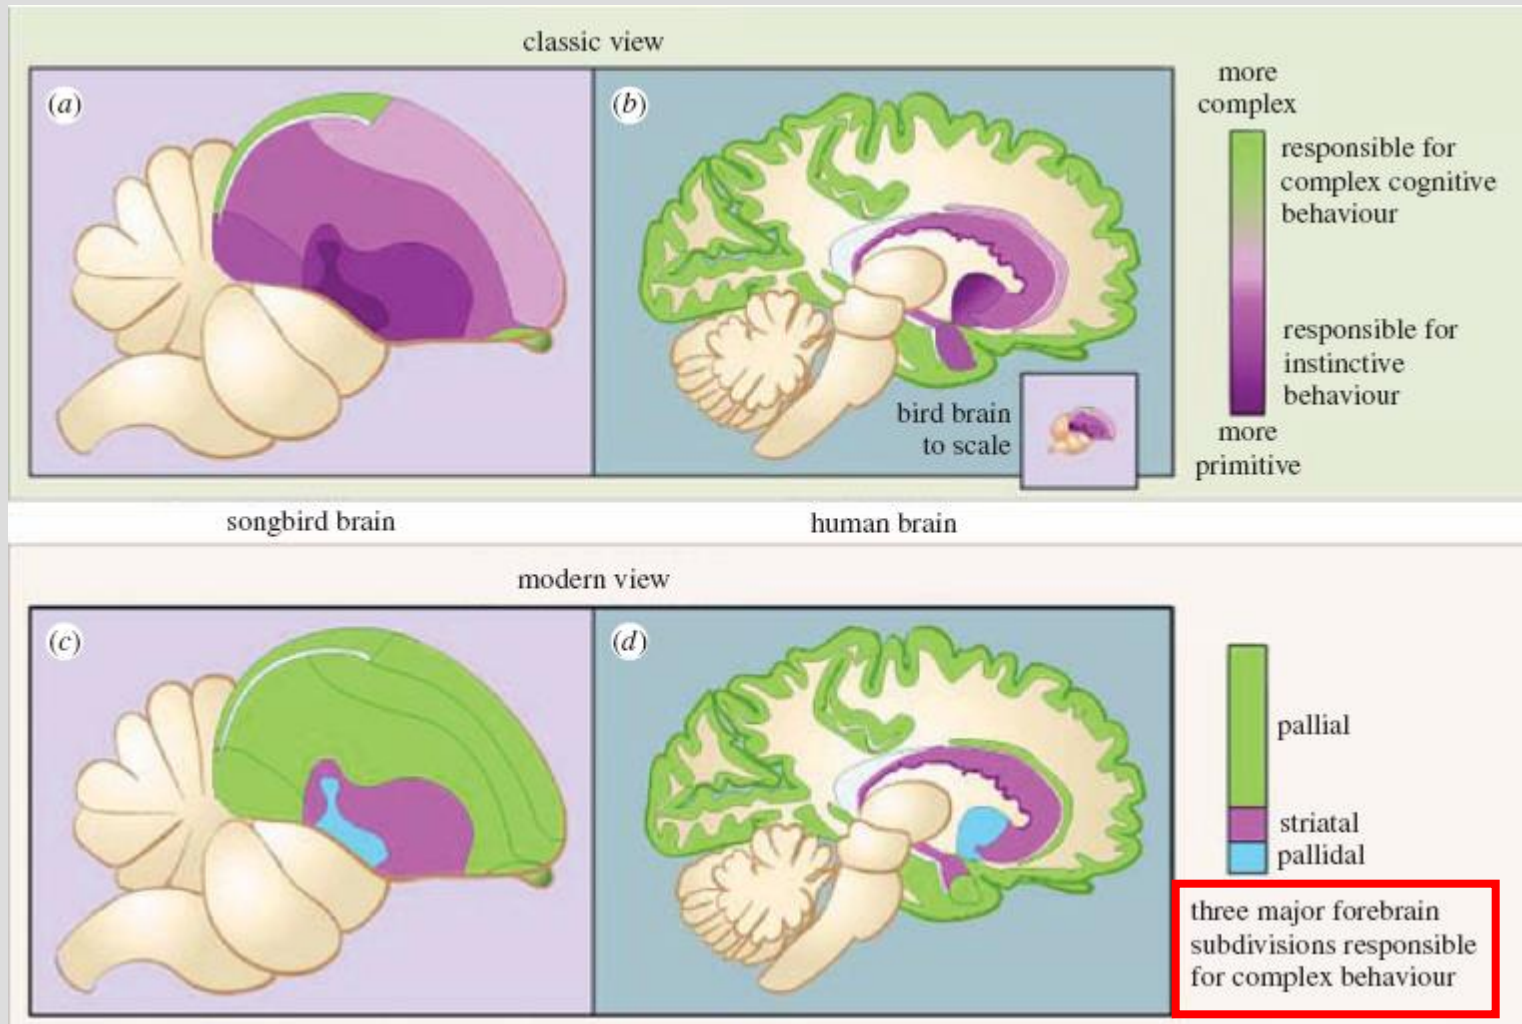 classic view
(a)
(b)
more
complex
responsible for
complex cognitive
behaviour
responsible for
instinctive
behaviour
more
primitive
bird brain
to scale
songbird brain
human brain
modern view
(c)
(d)
pallial
striatal
pallidal
three major forebrain
subdivisions responsible
for complex behaviour